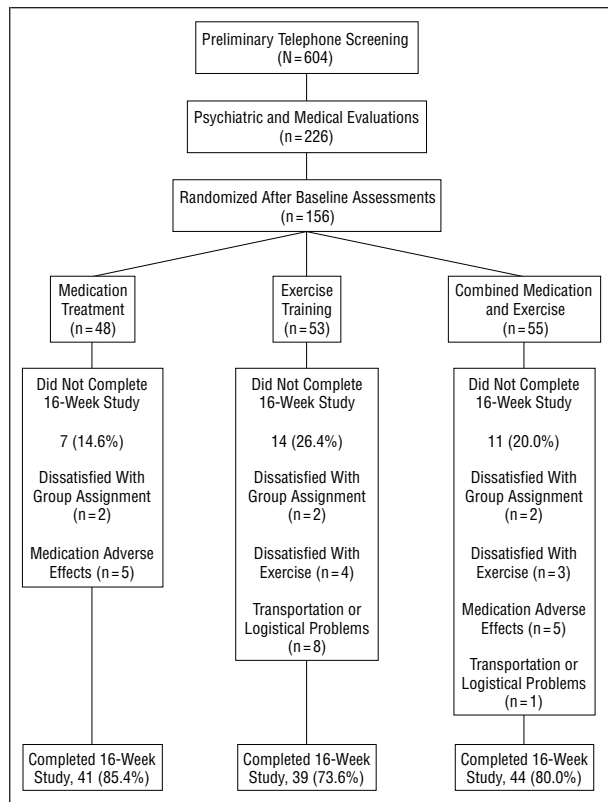 Preliminary Telephone Screening
(N=604)
Psychiatric and Medical Evaluations
(n=226)
Randomized After Baseline Assessments
(n=156)
Medication
Treatment
(n=48)
Did Not Complete
16-Week Study
7 (14.6%)
Dissatisfied With
Group Assignment
(n=2)
Medication Adverse
Effects (n=5)
Completed 16-Week
Study, 41 (85.4%)
Exercise
Training
(n=53)
Did Not Complete
16-Week Study
14 (26.4%)
Dissatisfied With
Group Assignment
(n=2)
Dissatisfied With
Exercise (n=4)
Transportation or
Logistical Problems
(n=8)
Completed 16-Week
Study, 39 (73.6%)
Combined Medication
and Exercise
(n=55)
Did Not Complete
16-Week Study
11 (20.0%)
Dissatisfied With
Group Assignment
(n=2)
Dissatisfied With
Exercise (n=3)
Medication Adverse
Effects (n=5)
Transportation or
Logistical Problems
(n=1)
Completed 16-Week
Study, 44 (80.0%)